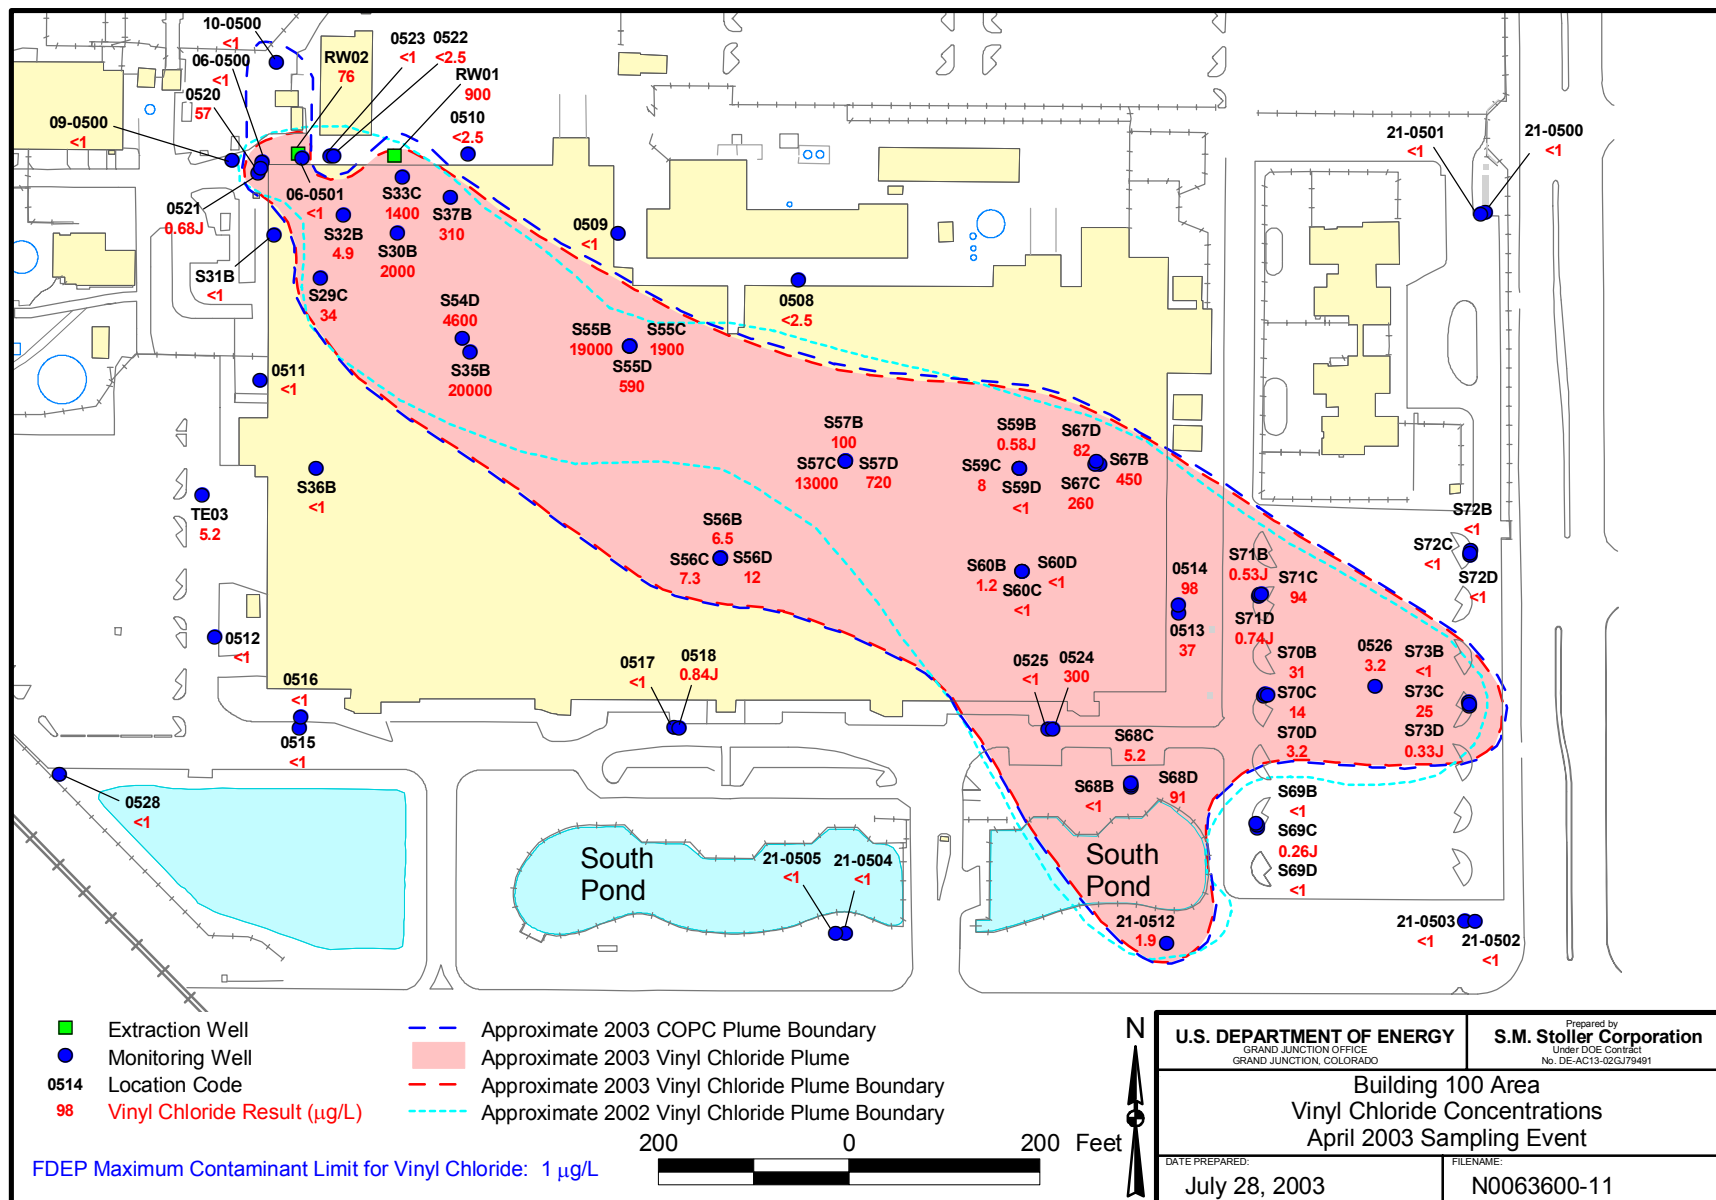 10-0500
<1
06-0500
<1
0520
57
09-0500
<1
RW02
76
0523
<1
0522
<2.5
RW01
900
0510
<2.5
21-0501
<1
21-0500
<1
0521
0.68J
06-0501
<1
S33C
1400
S37B
310
S32B
4.9
S30B
2000
0509
<1
S31B
<1
S29C
34
0508
<2.5
S54D
4600
S35B
20000
S55B
19000
S55C
1900
S55D
590
0511
<1
S36B
<1
TE03
5.2
S57B
100
S57C
13000
S57D
720
S59B
0.58J
S59C
8
S59D
<1
S67D
82
S67B
450
S67C
260
S56B
6.5
S56C
7.3
S56D
12
S60B
1.2
S60D
<1
S60C
<1
0514
98
0513
37
S71B
0.53J
S71C
94
S71D
0.74J
S72B
<1
S72C
<1
S72D
<1
S70B
31
S70C
14
S70D
3.2
0526
3.2
S73B
<1
S73C
25
S73D
0.33J
0512
<1
0516
<1
0515
<1
0517
<1
0518
0.84J
0525
<1
0524
300
S68C
5.2
S68B
<1
S68D
91
S69B
<1
S69C
0.26J
S69D
<1
0528
<1
South
Pond
21-0505
<1
21-0504
<1
South
Pond
21-0512
1.9
21-0503
<1
21-0502
<1
Extraction Well
Monitoring Well
0514 Location Code
98 Vinyl Chloride Result (µg/L)
Approximate 2003 COPC Plume Boundary
Approximate 2003 Vinyl Chloride Plume
Approximate 2003 Vinyl Chloride Plume Boundary
Approximate 2002 Vinyl Chloride Plume Boundary
FDEP Maximum Contaminant Limit for Vinyl Chloride: 1 µg/L
200 0 200 Feet
N
U.S. DEPARTMENT OF ENERGY
GRAND JUNCTION OFFICE
GRAND JUNCTION, COLORADO
Prepared by
S.M. Stoller Corporation
Under DOE Contract
No. DE-AC13-02GJ79491
Building 100 Area
Vinyl Chloride Concentrations
April 2003 Sampling Event
DATE PREPARED:
July 28, 2003
FILENAME:
N0063600-11